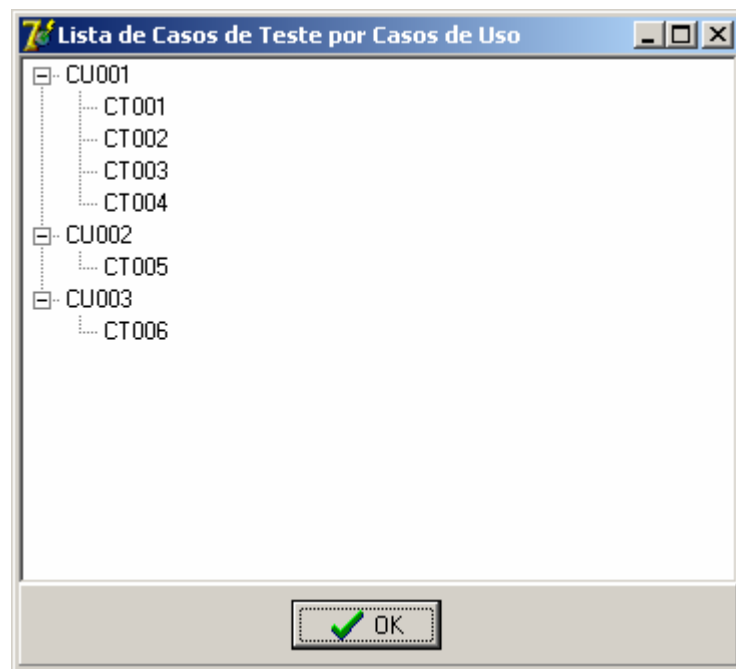 Lista de Casos de Teste por Casos de Uso
CU001
CT001
CT002
CT003
CT004
CU002
CT005
CU003
CT006
OK